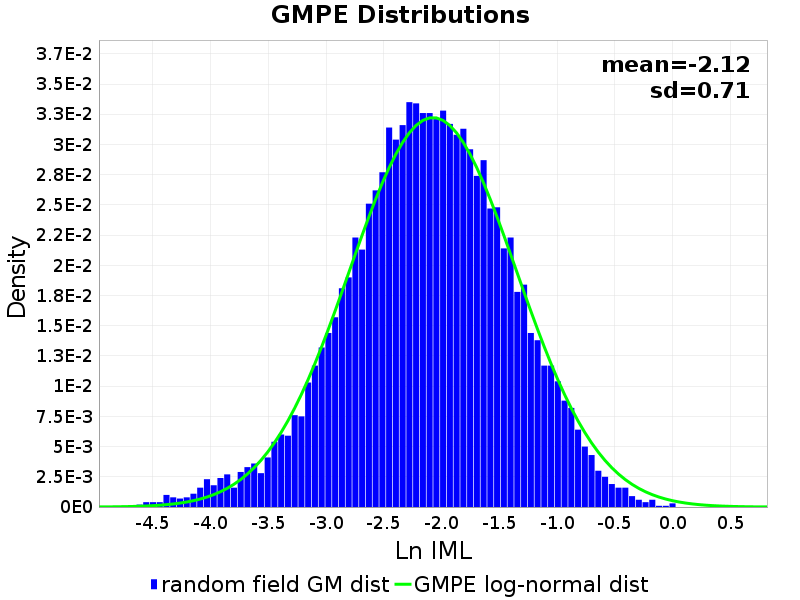 GMPE Distributions
mean=-2.12
sd=0.71
3.7E-2
3.5E-2
3.3E-2
3E-2
2.8E-2
2.5E-2
2.2E-2
2E-2
1.8E-2
1.5E-2
1.3E-2
1E-2
7.5E-3
5E-3
2.5E-3
0E0
Density
-4.5 -4.0 -3.5 -3.0 -2.5 -2.0 -1.5 -1.0 -0.5 0.0 0.5
Ln IML
random field GM dist GMPE log-normal dist